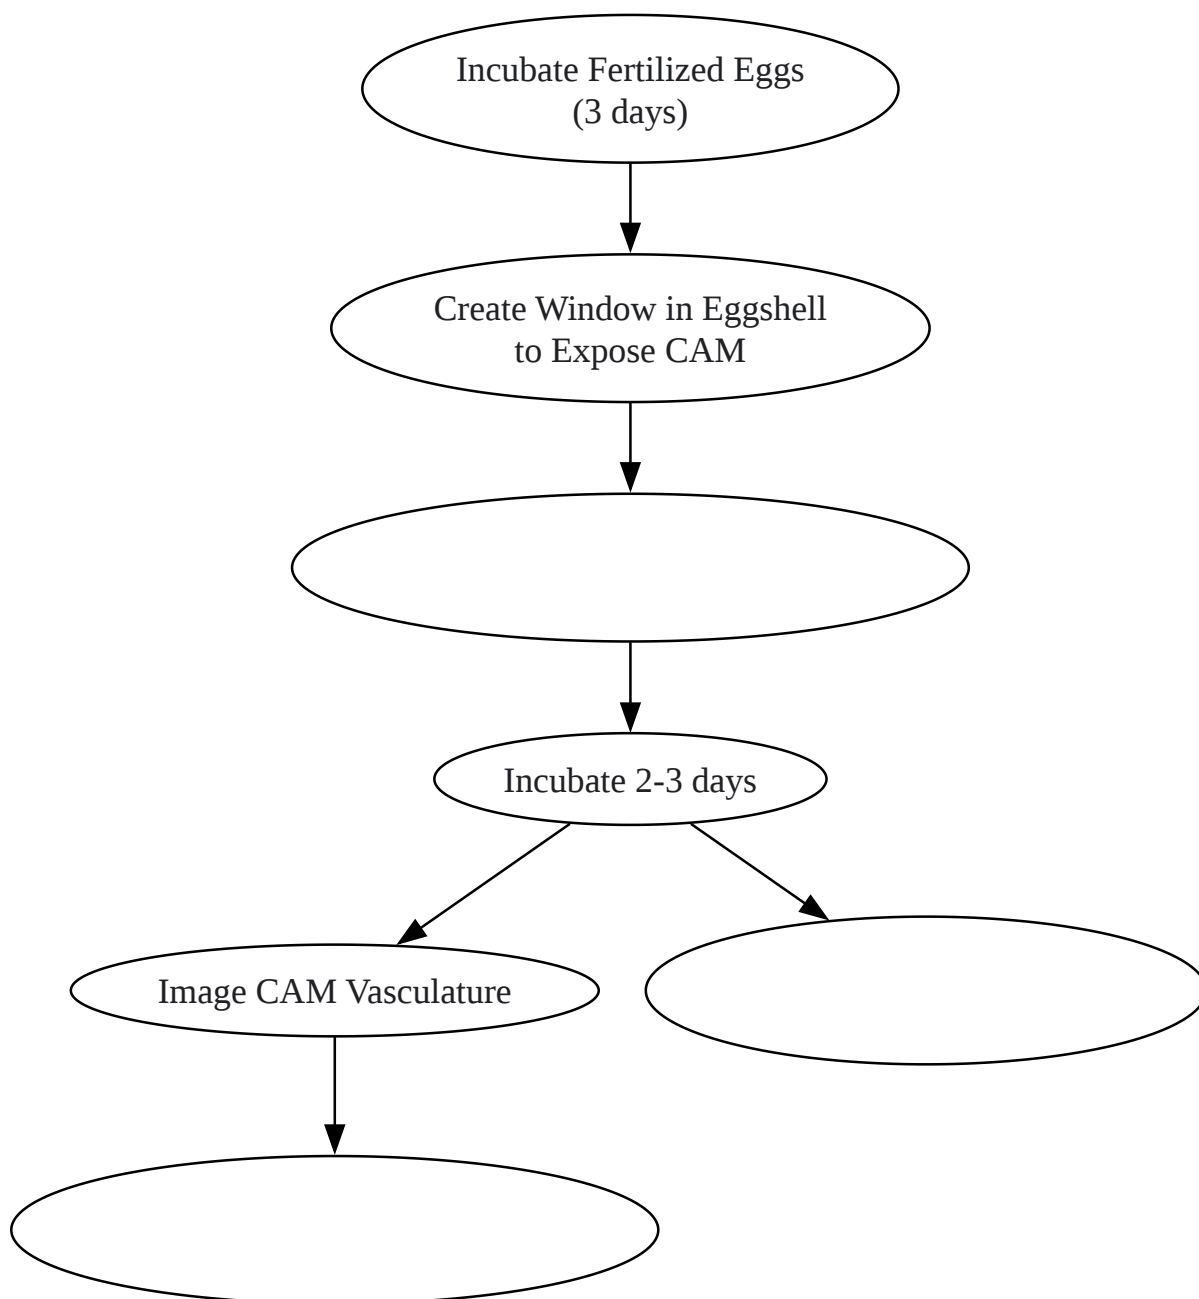 Incubate Fertilized Eggs
(3 days)
Create Window in Eggshell
to Expose CAM
Incubate 2-3 days
Image CAM Vasculature